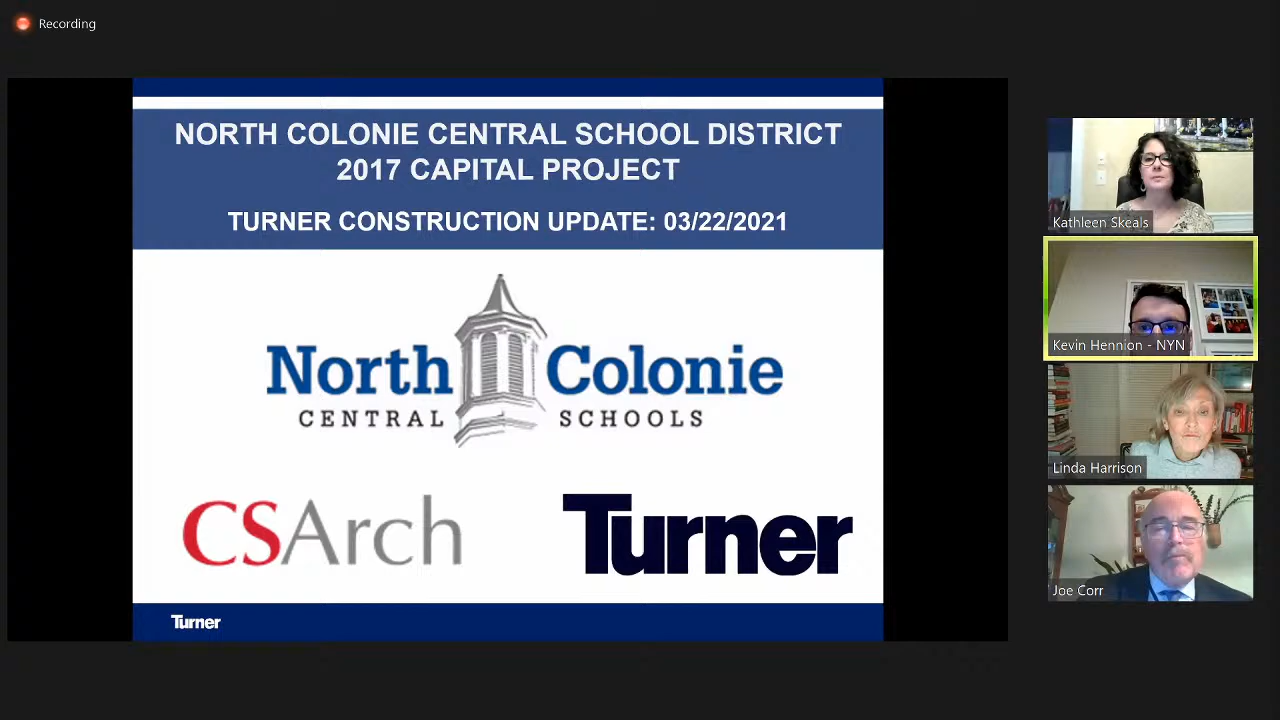 Recording
NORTH COLONIE CENTRAL SCHOOL DISTRICT
2017 CAPITAL PROJECT
TURNER CONSTRUCTION UPDATE: 03/22/2021
North Colonie
CENTRAL SCHOOLS
CSArch
Turner
Turner
Kathleen Skeals
Kevin Hennion - NYN
Linda Harrison
Joe Corr